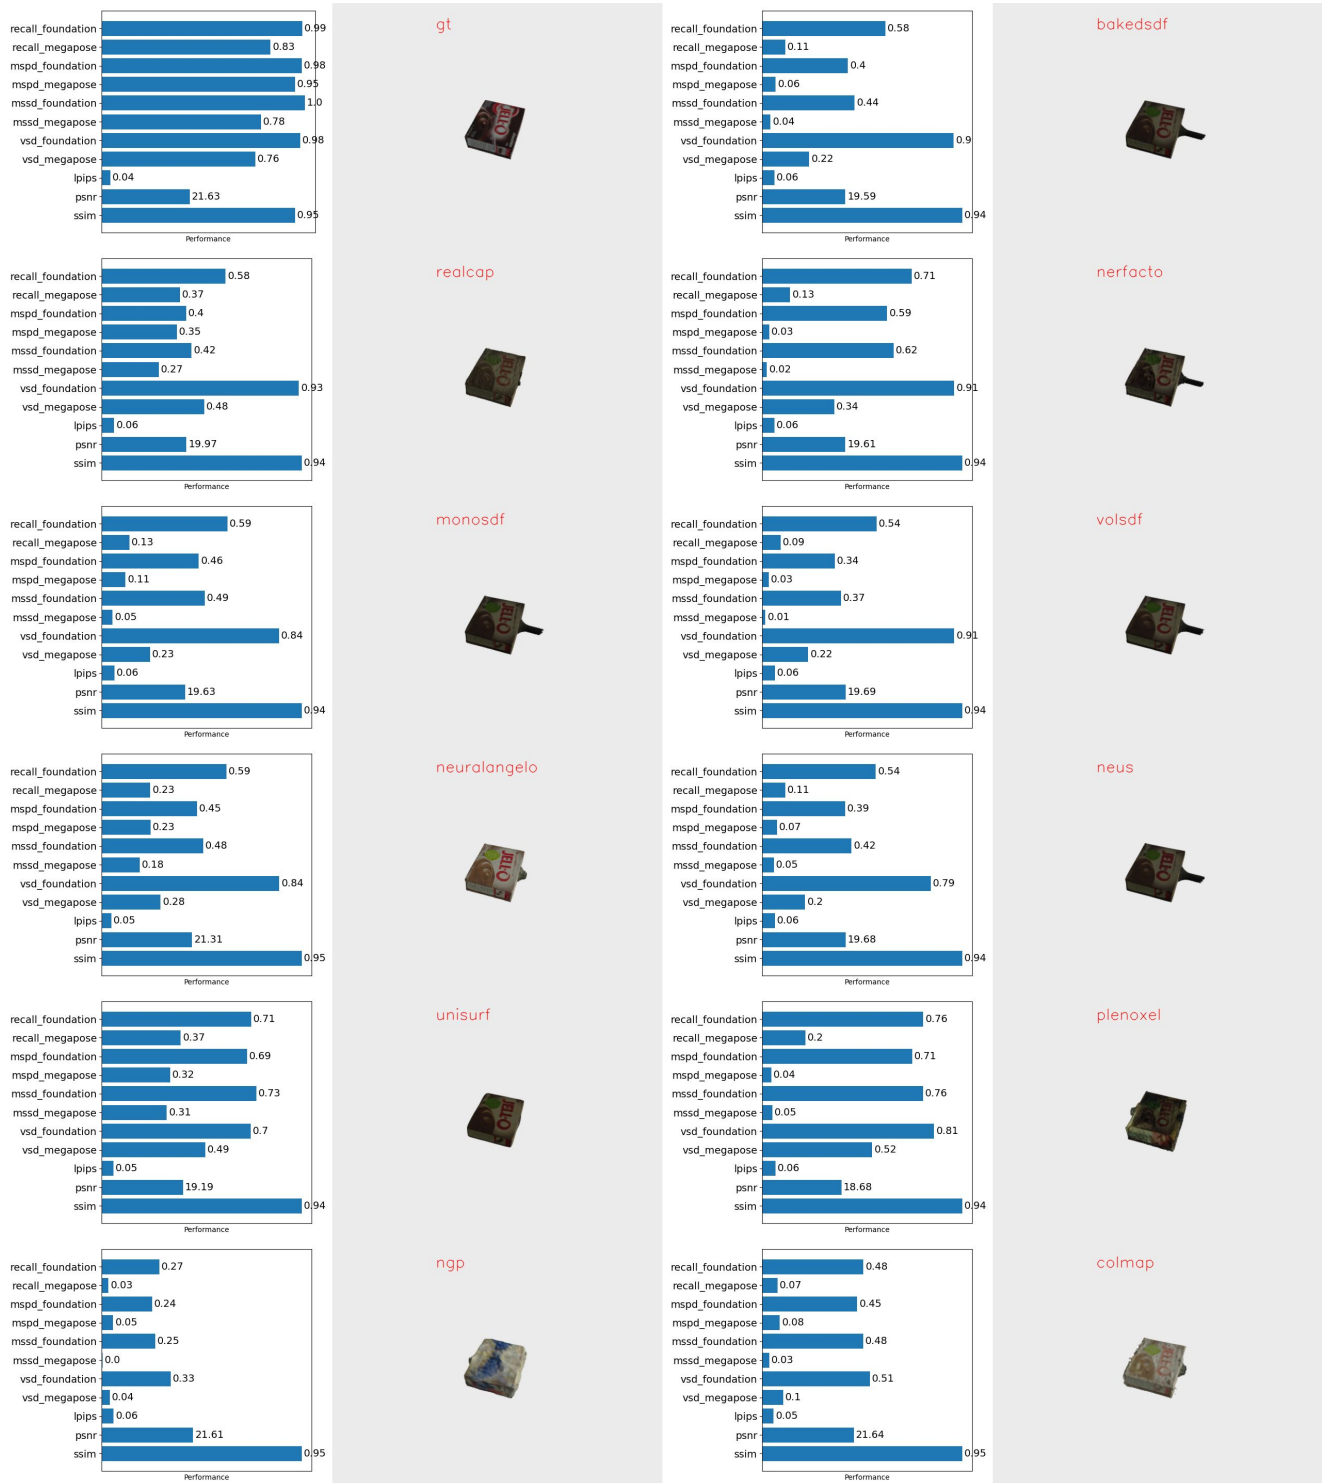 gt
recall_foundation 0.99
recall_megapose 0.83
mspd_foundation 0.98
mspd_megapose 0.95
mssd_foundation 1.0
mssd_megapose 0.78
vsd_foundation 0.98
vsd_megapose 0.76
lpips 0.04
psnr 21.63
ssim 0.95
Performance
JELL-O
bakedsdf
recall_foundation 0.58
recall_megapose 0.11
mspd_foundation 0.4
mspd_megapose 0.06
mssd_foundation 0.44
mssd_megapose 0.04
vsd_foundation 0.9
vsd_megapose 0.22
lpips 0.06
psnr 19.59
ssim 0.94
Performance
JELL-O
realcap
recall_foundation 0.58
recall_megapose 0.37
mspd_foundation 0.4
mspd_megapose 0.35
mssd_foundation 0.42
mssd_megapose 0.27
vsd_foundation 0.93
vsd_megapose 0.48
lpips 0.06
psnr 19.97
ssim 0.94
Performance
JELL-O
nerfacto
recall_foundation 0.71
recall_megapose 0.13
mspd_foundation 0.59
mspd_megapose 0.03
mssd_foundation 0.62
mssd_megapose 0.02
vsd_foundation 0.91
vsd_megapose 0.34
lpips 0.06
psnr 19.61
ssim 0.94
Performance
JELL-O
monosdf
recall_foundation 0.59
recall_megapose 0.13
mspd_foundation 0.46
mspd_megapose 0.11
mssd_foundation 0.49
mssd_megapose 0.05
vsd_foundation 0.84
vsd_megapose 0.23
lpips 0.06
psnr 19.63
ssim 0.94
Performance
JELL-O
volsdf
recall_foundation 0.54
recall_megapose 0.09
mspd_foundation 0.34
mspd_megapose 0.03
mssd_foundation 0.37
mssd_megapose 0.01
vsd_foundation 0.91
vsd_megapose 0.22
lpips 0.06
psnr 19.69
ssim 0.94
Performance
JELL-O
neuralangelo
recall_foundation 0.59
recall_megapose 0.23
mspd_foundation 0.45
mspd_megapose 0.23
mssd_foundation 0.48
mssd_megapose 0.18
vsd_foundation 0.84
vsd_megapose 0.28
lpips 0.05
psnr 21.31
ssim 0.95
Performance
JELL-O
neus
recall_foundation 0.54
recall_megapose 0.11
mspd_foundation 0.39
mspd_megapose 0.07
mssd_foundation 0.42
mssd_megapose 0.05
vsd_foundation 0.79
vsd_megapose 0.2
lpips 0.06
psnr 19.68
ssim 0.94
Performance
JELL-O
unisurf
recall_foundation 0.71
recall_megapose 0.37
mspd_foundation 0.69
mspd_megapose 0.32
mssd_foundation 0.73
mssd_megapose 0.31
vsd_foundation 0.7
vsd_megapose 0.49
lpips 0.05
psnr 19.19
ssim 0.94
Performance
JELL-O
plenoxel
recall_foundation 0.76
recall_megapose 0.2
mspd_foundation 0.71
mspd_megapose 0.04
mssd_foundation 0.76
mssd_megapose 0.05
vsd_foundation 0.81
vsd_megapose 0.52
lpips 0.06
psnr 18.68
ssim 0.94
Performance
JELL-O
ngp
recall_foundation 0.27
recall_megapose 0.03
mspd_foundation 0.24
mspd_megapose 0.05
mssd_foundation 0.25
mssd_megapose 0.0
vsd_foundation 0.33
vsd_megapose 0.04
lpips 0.06
psnr 21.61
ssim 0.95
Performance
colmap
recall_foundation 0.48
recall_megapose 0.07
mspd_foundation 0.45
mspd_megapose 0.08
mssd_foundation 0.48
mssd_megapose 0.03
vsd_foundation 0.51
vsd_megapose 0.1
lpips 0.05
psnr 21.64
ssim 0.95
Performance
JELL-O